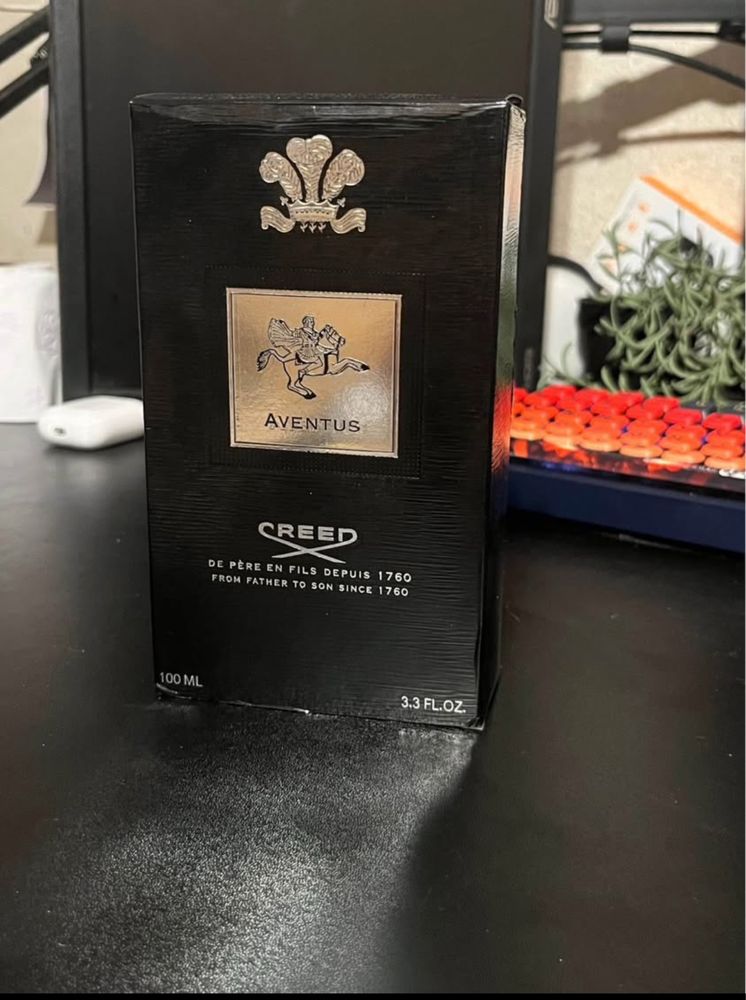 AVENTUS
CREED
DE PÈRE EN FILS DEPUIS 1760
FROM FATHER TO SON SINCE 1760
100 ML
3.3 FL.OZ.